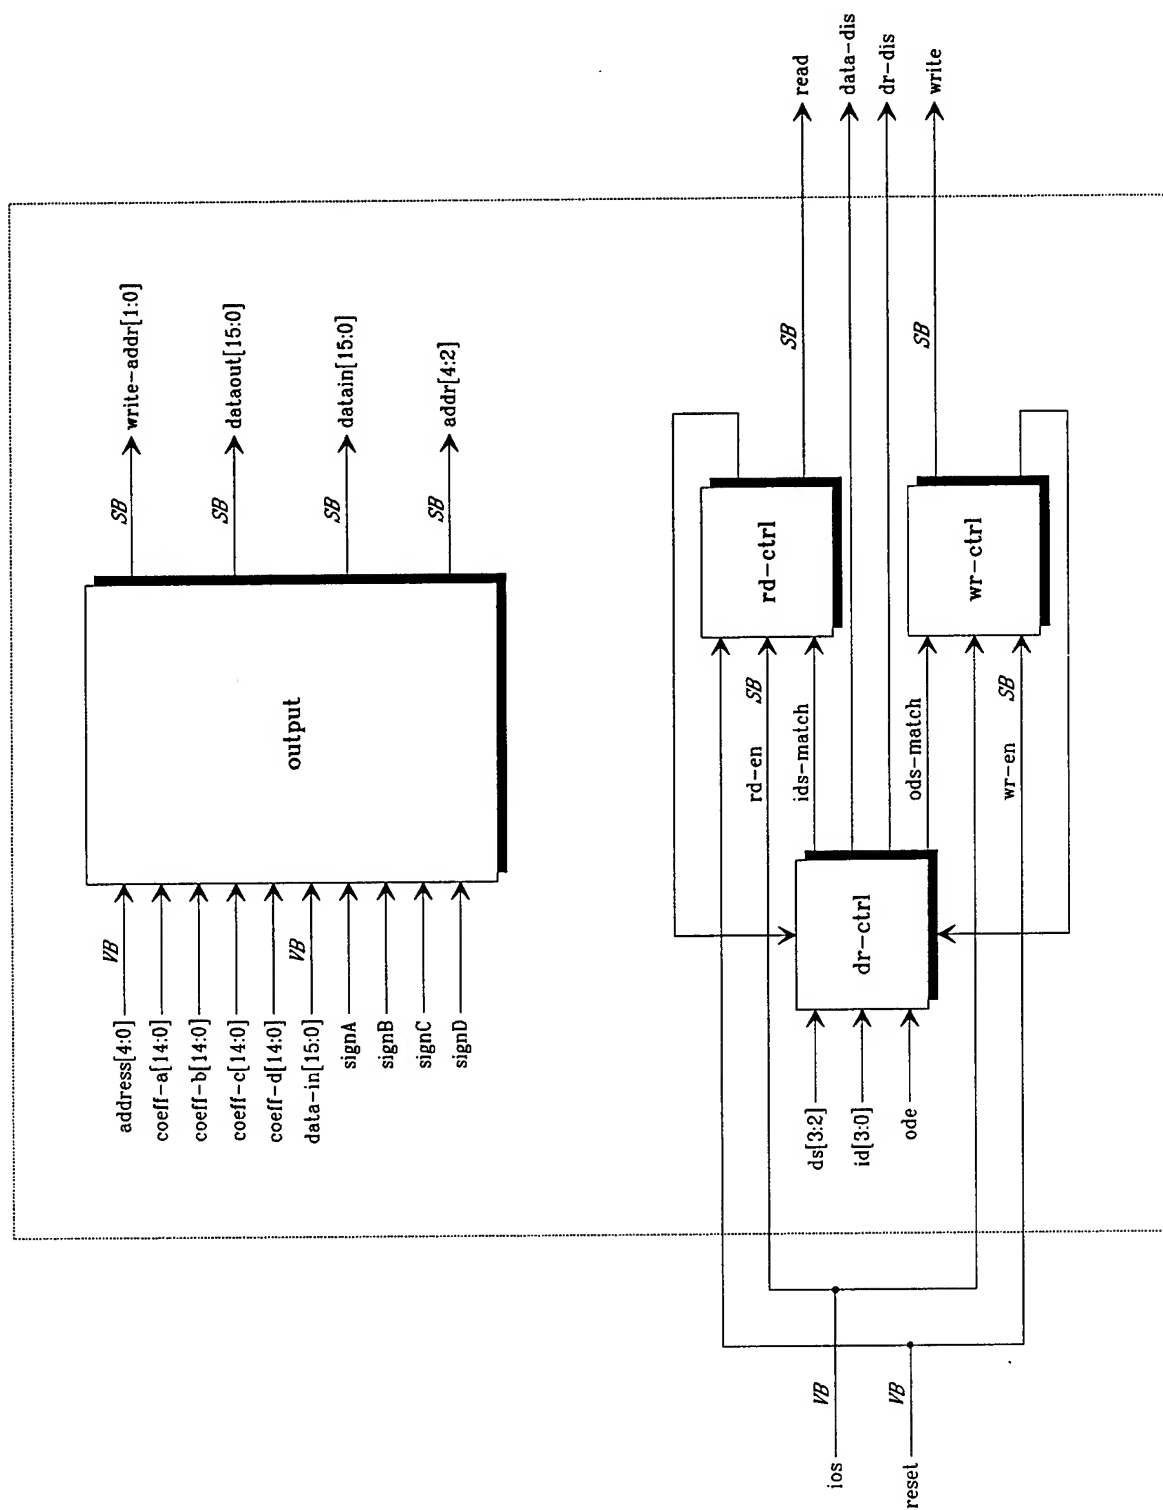 address[4:0]
VB
coeff-a[14:0]
coeff-b[14:0]
coeff-c[14:0]
coeff-d[14:0]
data-in[15:0]
VB
signA
signB
signC
signD
output
SB
write-addr[1:0]
SB
dataout[15:0]
SB
datain[15:0]
SB
addr[4:2]
ios
VB
reset
VB
ds[3:2]
id[3:0]
ode
dr-ctrl
rd-en
SB
ids-match
ods-match
wr-en
SB
rd-ctrl
wr-ctrl
SB
read
data-dis
dr-dis
SB
write